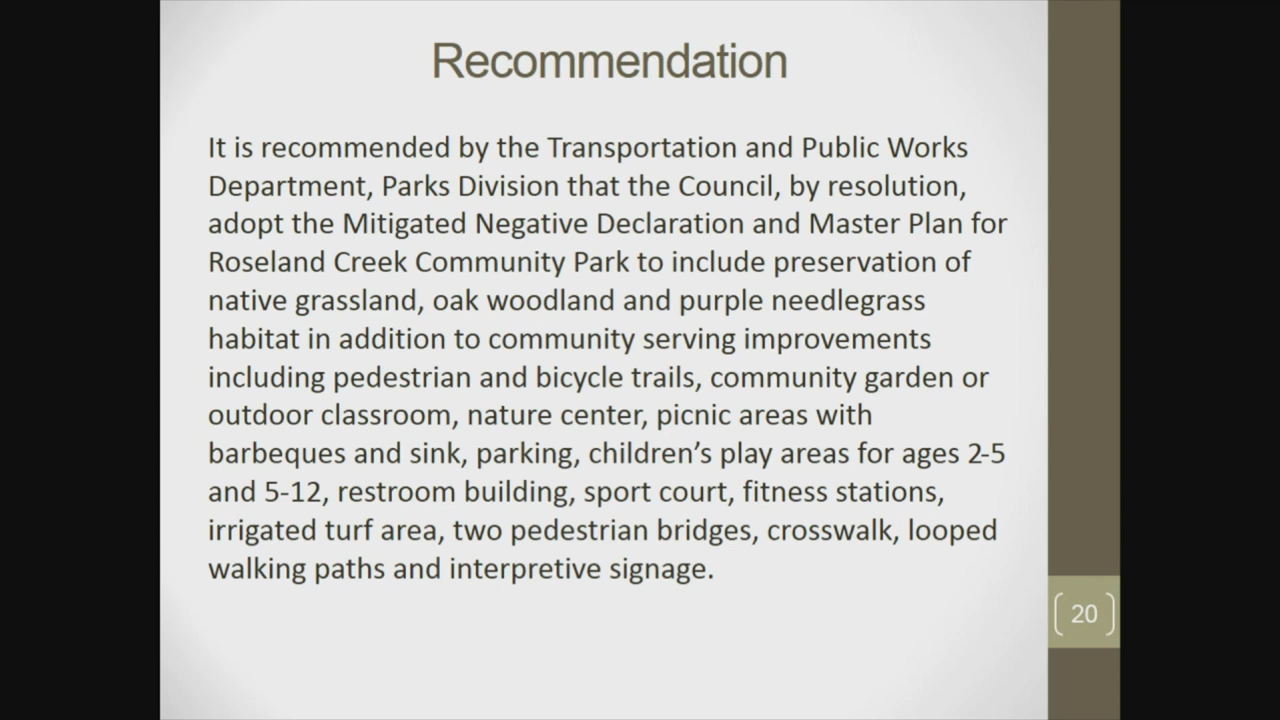 Recommendation
It is recommended by the Transportation and Public Works
Department, Parks Division that the Council, by resolution,
adopt the Mitigated Negative Declaration and Master Plan for
Roseland Creek Community Park to include preservation of
native grassland, oak woodland and purple needlegrass
habitat in addition to community serving improvements
including pedestrian and bicycle trails, community garden or
outdoor classroom, nature center, picnic areas with
barbeques and sink, parking, children’s play areas for ages 2-5
and 5-12, restroom building, sport court, fitness stations,
irrigated turf area, two pedestrian bridges, crosswalk, looped
walking paths and interpretive signage.
20